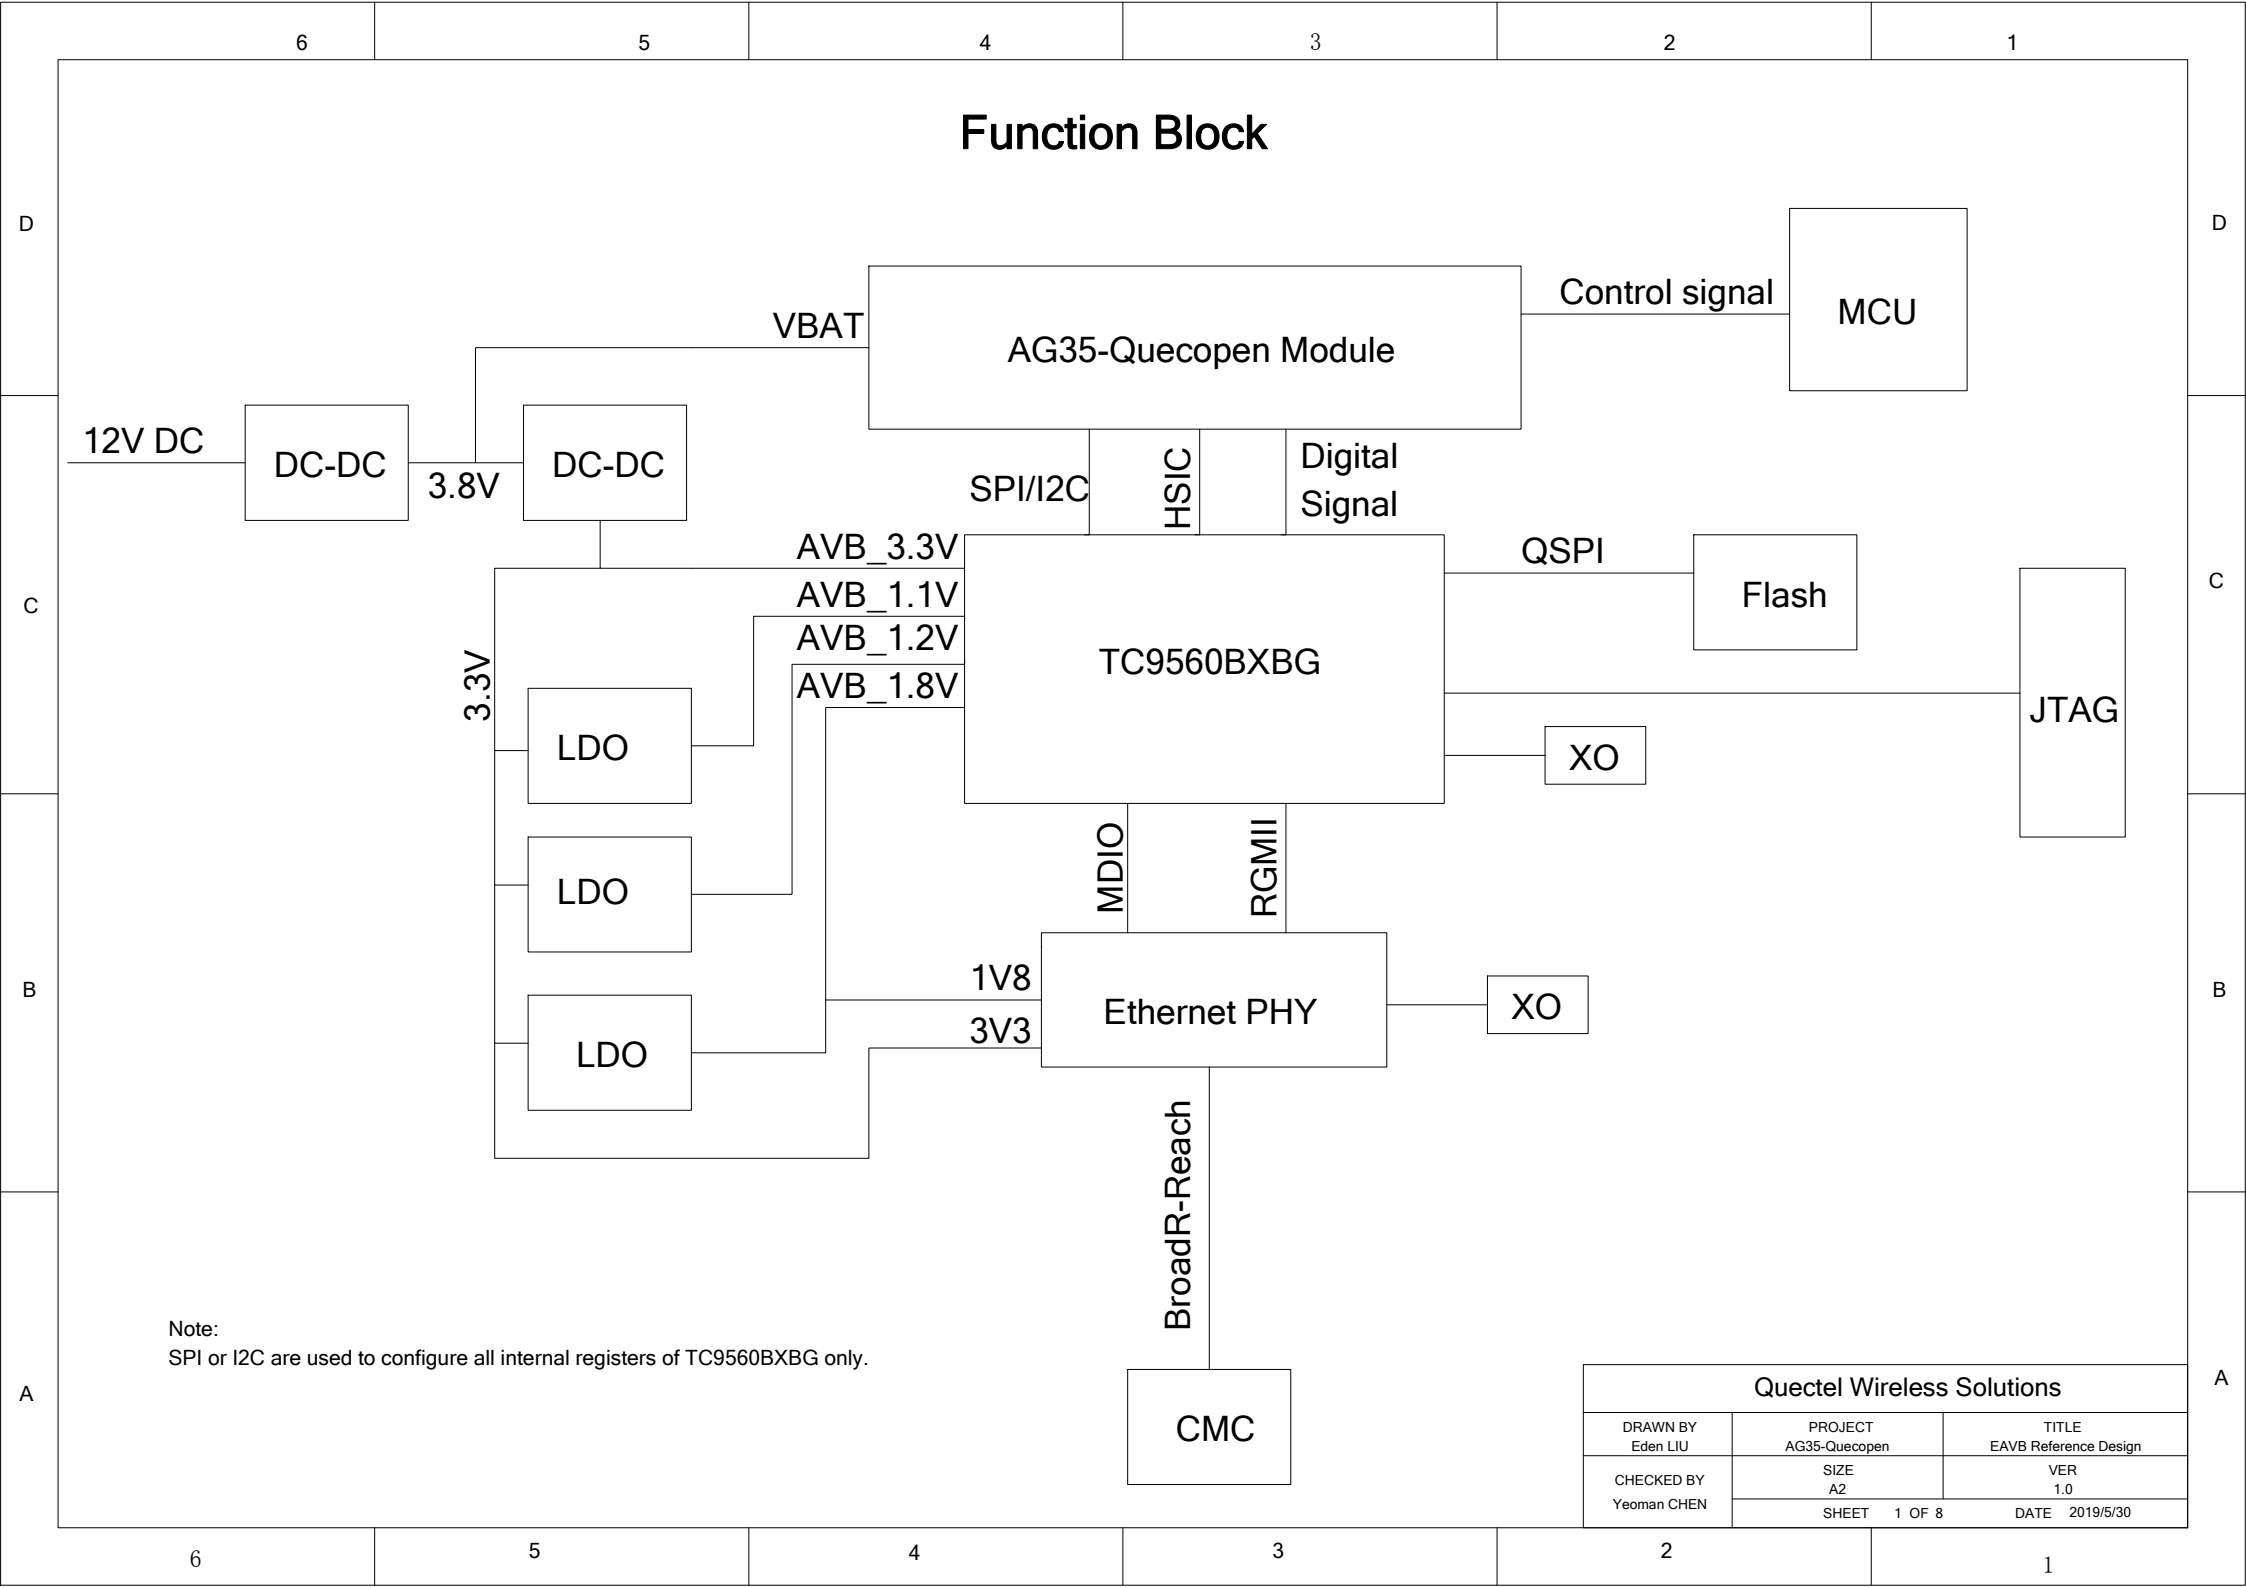 6 5 4 3 2 1
Function Block
D
D
MCU
Control signal
VBAT
AG35-Quecopen Module
12V DC
DC-DC
3.8V
DC-DC
SPI/I2C
HSIC
Digital
Signal
AVB_3.3V
AVB_1.1V
AVB_1.2V
AVB_1.8V
TC9560BXBG
QSPI
Flash
C
C
3.3V
JTAG
LDO
XO
MDIO
RGMII
LDO
B
B
1V8
3V3
Ethernet PHY
XO
LDO
BroadR-Reach
Note:
SPI or I2C are used to configure all internal registers of TC9560BXBG only.
CMC
A
A
Quectel Wireless Solutions
DRAWN BY
Eden LIU
PROJECT
AG35-Quecopen
TITLE
EAVB Reference Design
CHECKED BY
Yeoman CHEN
SIZE
A2
VER
1.0
SHEET 1 OF 8
DATE 2019/5/30
6 5 4 3 2 1